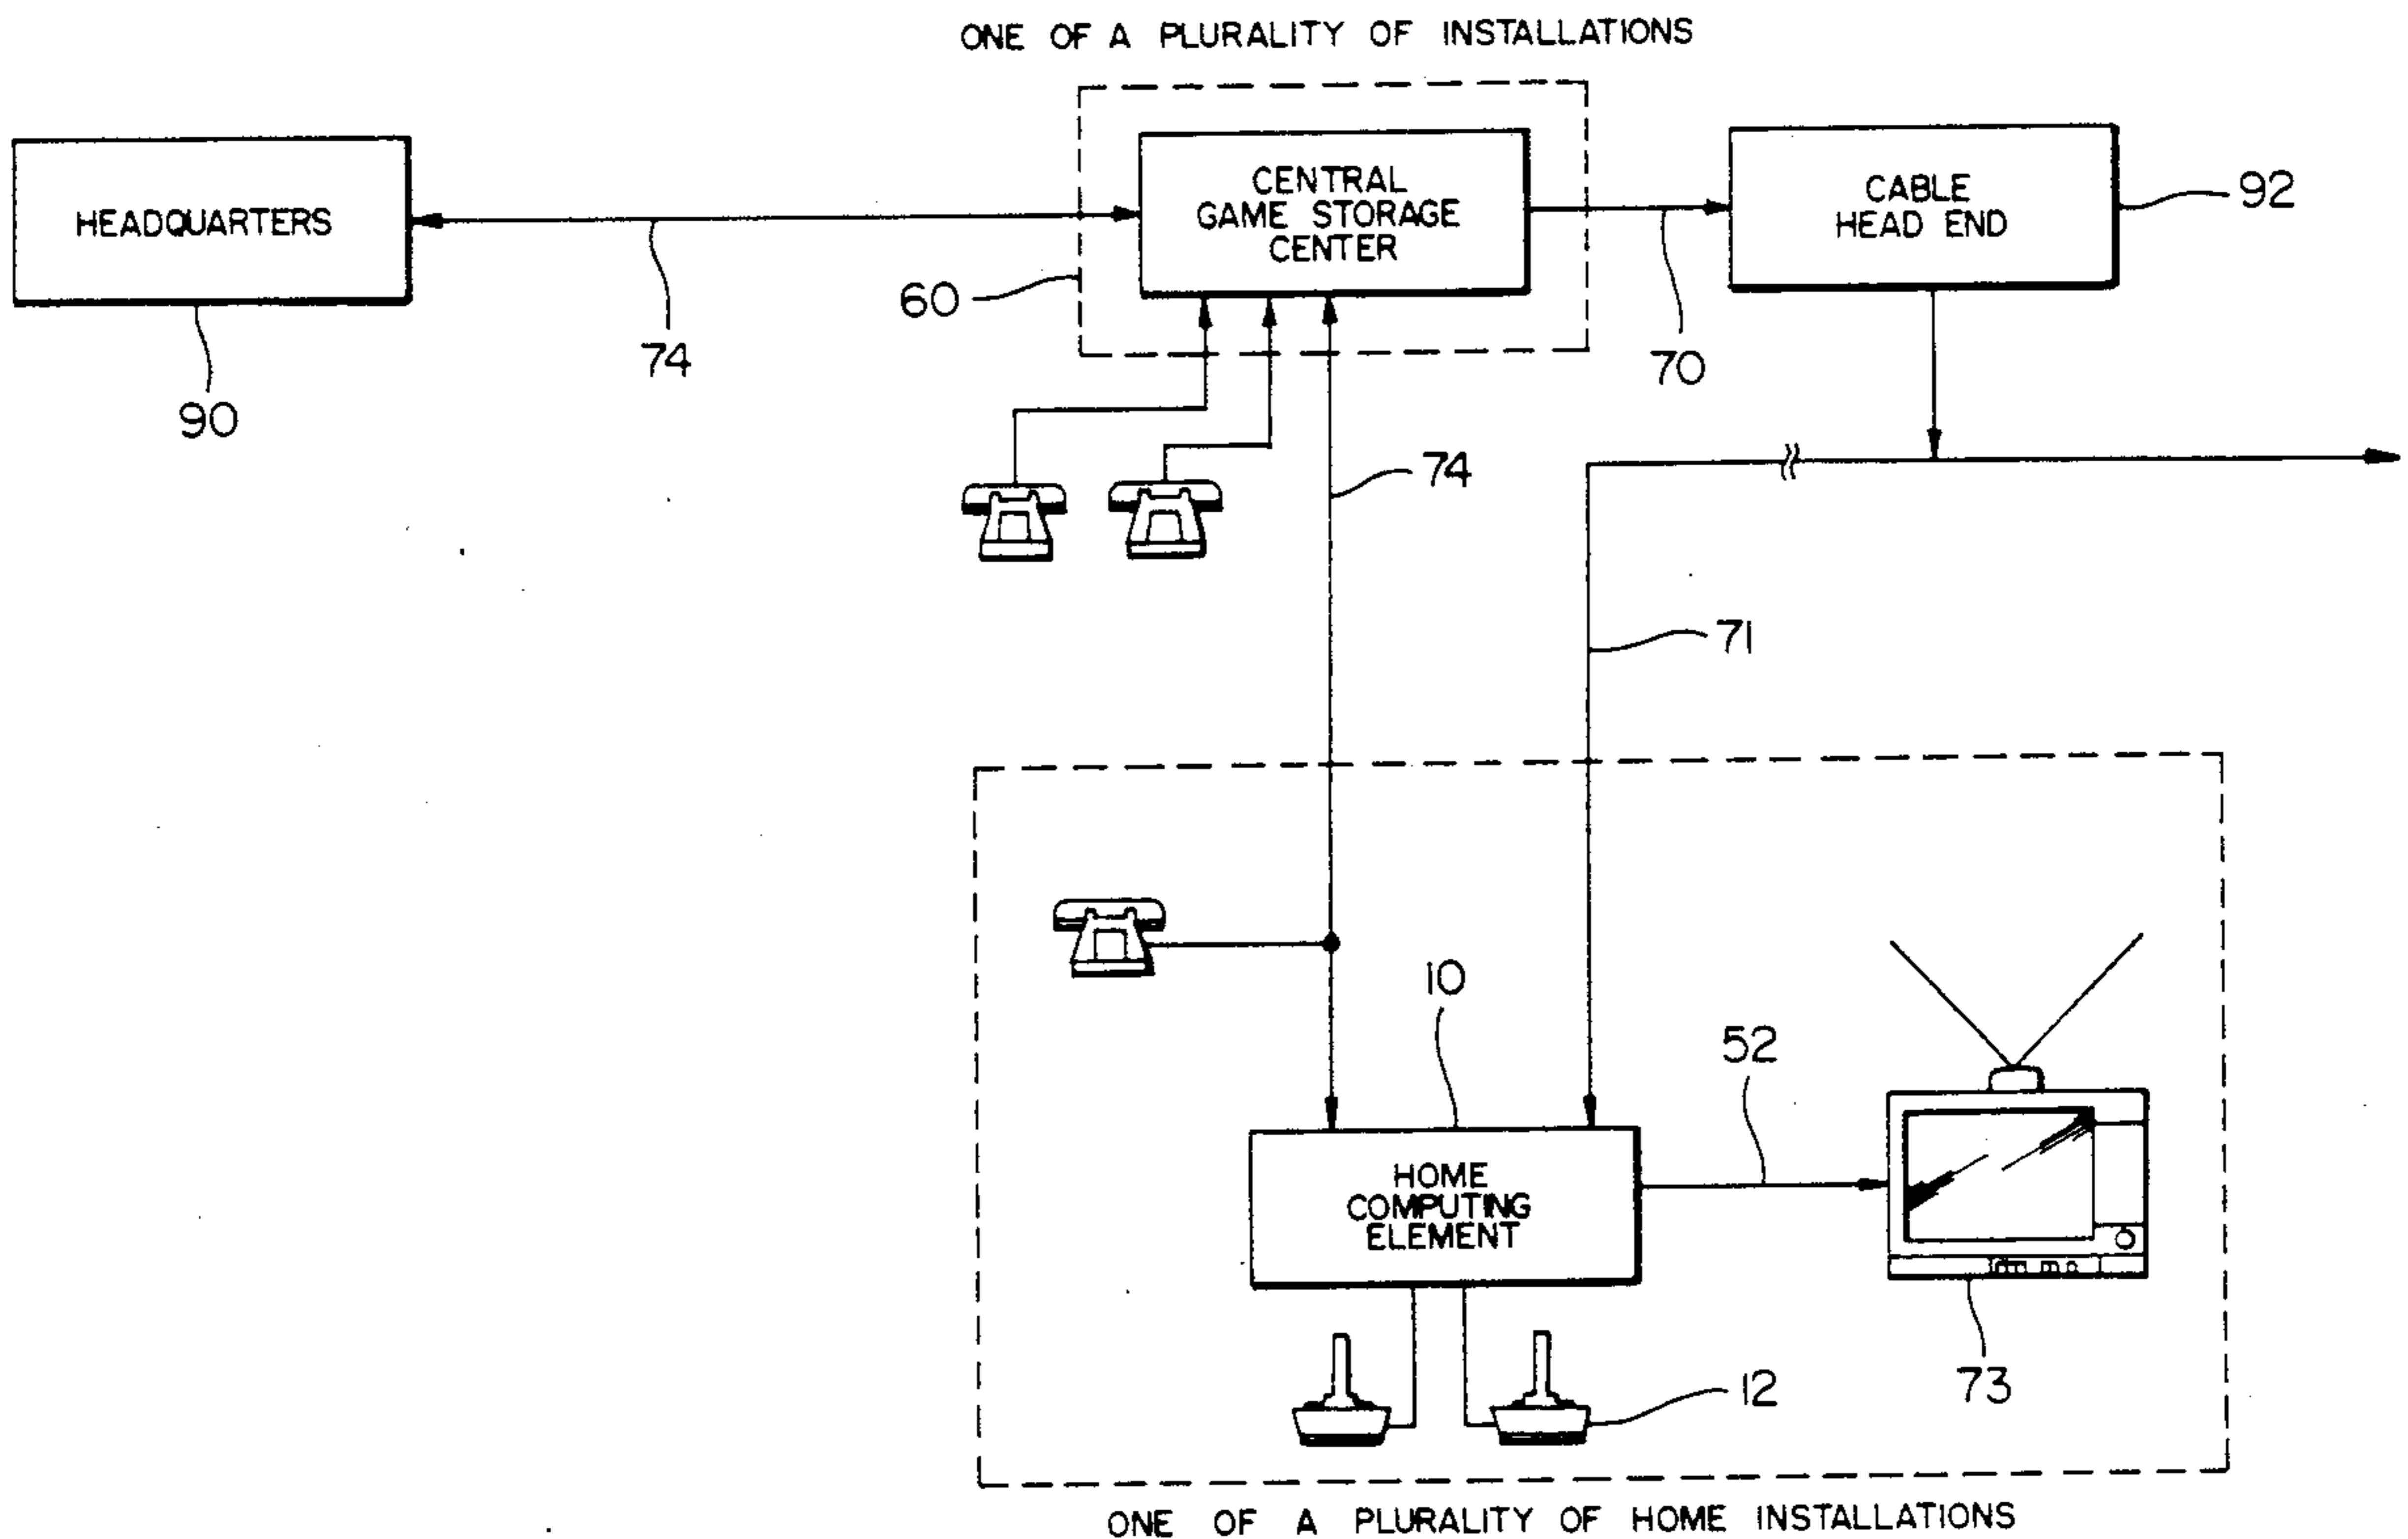 ONE OF A PLURALITY OF INSTALLATIONS
HEADQUARTERS
CENTRAL
GAME STORAGE
CENTER
CABLE
HEAD END
92
60
74
70
90
74
71
10
52
HOME
COMPUTING
ELEMENT
12
73
ONE OF A PLURALITY OF HOME INSTALLATIONS